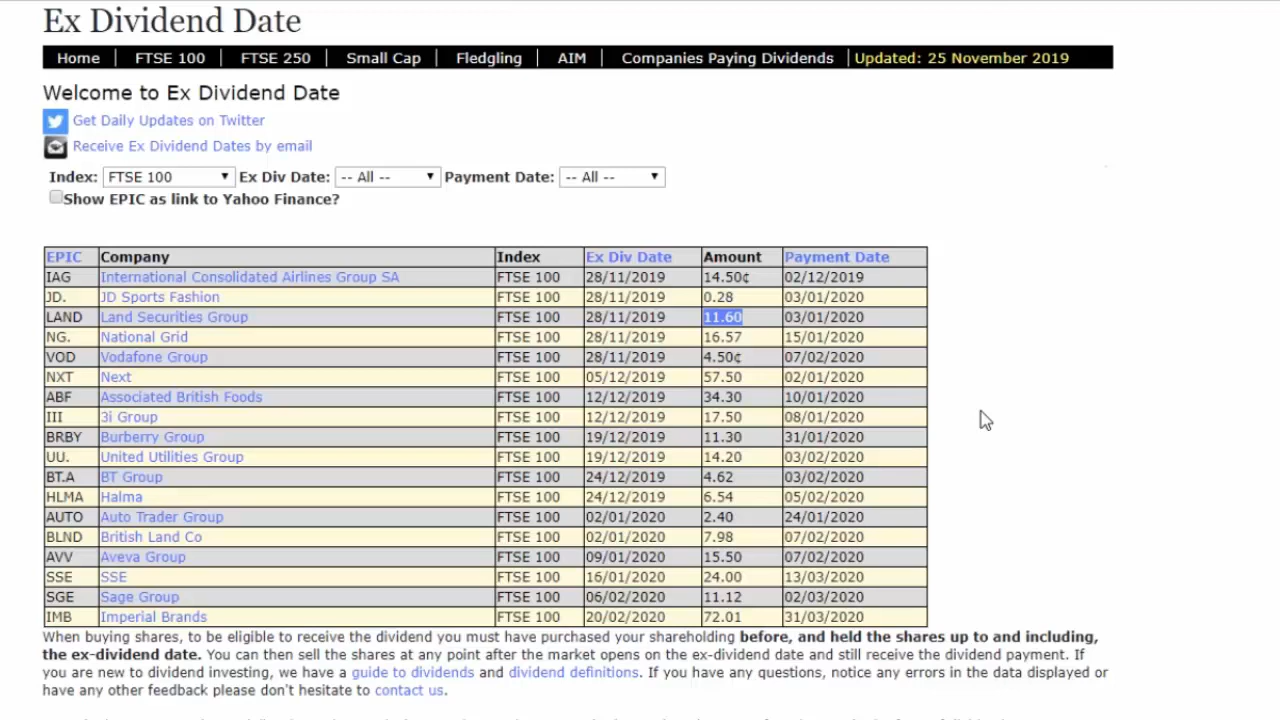 Ex Dividend Date
Home FTSE 100 FTSE 250 Small Cap Fledgling AIM Companies Paying Dividends Updated: 25 November 2019
Welcome to Ex Dividend Date
Get Daily Updates on Twitter
Receive Ex Dividend Dates by email
Index: FTSE 100 Ex Div Date: -- All -- Payment Date: -- All --
Show EPIC as link to Yahoo Finance?
EPIC Company Index Ex Div Date Amount Payment Date
IAG International Consolidated Airlines Group SA FTSE 100 28/11/2019 14.50¢ 02/12/2019
JD. JD Sports Fashion FTSE 100 28/11/2019 0.28 03/01/2020
LAND Land Securities Group FTSE 100 28/11/2019 11.60 03/01/2020
NG. National Grid FTSE 100 28/11/2019 16.57 15/01/2020
VOD Vodafone Group FTSE 100 28/11/2019 4.50¢ 07/02/2020
NXT Next FTSE 100 05/12/2019 57.50 02/01/2020
ABF Associated British Foods FTSE 100 12/12/2019 34.30 10/01/2020
III 3i Group FTSE 100 12/12/2019 17.50 08/01/2020
BRBY Burberry Group FTSE 100 19/12/2019 11.30 31/01/2020
UU. United Utilities Group FTSE 100 19/12/2019 14.20 03/02/2020
BT.A BT Group FTSE 100 24/12/2019 4.62 03/02/2020
HLMA Halma FTSE 100 24/12/2019 6.54 05/02/2020
AUTO Auto Trader Group FTSE 100 02/01/2020 2.40 24/01/2020
BLND British Land Co FTSE 100 02/01/2020 7.98 07/02/2020
AVV Aveva Group FTSE 100 09/01/2020 15.50 07/02/2020
SSE SSE FTSE 100 16/01/2020 24.00 13/03/2020
SGE Sage Group FTSE 100 06/02/2020 11.12 02/03/2020
IMB Imperial Brands FTSE 100 20/02/2020 72.01 31/03/2020
When buying shares, to be eligible to receive the dividend you must have purchased your shareholding before, and held the shares up to and including,
the ex-dividend date. You can then sell the shares at any point after the market opens on the ex-dividend date and still receive the dividend payment. If
you are new to dividend investing, we have a guide to dividends and dividend definitions. If you have any questions, notice any errors in the data displayed or
have any other feedback please don't hesitate to contact us.